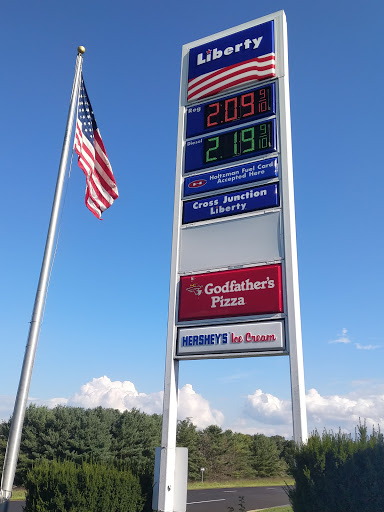 Liberty
Reg 2.09 9/10
Diesel 2.19 9/10
Holtzman Fuel Card
Accepted Here
Cross Junction
Liberty
Godfather's
Pizza
HERSHEY'S Ice Cream